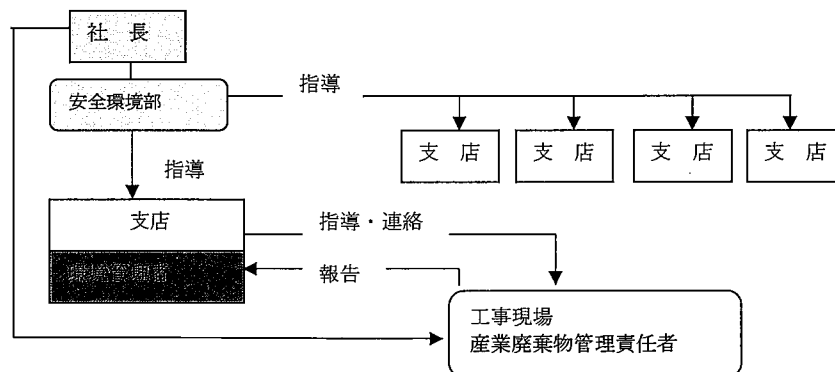 社 長
安全環境部
指導
支 店
支 店
支 店
支 店
指導
支店
指導・連絡
報告
工事現場
産業廃棄物管理責任者